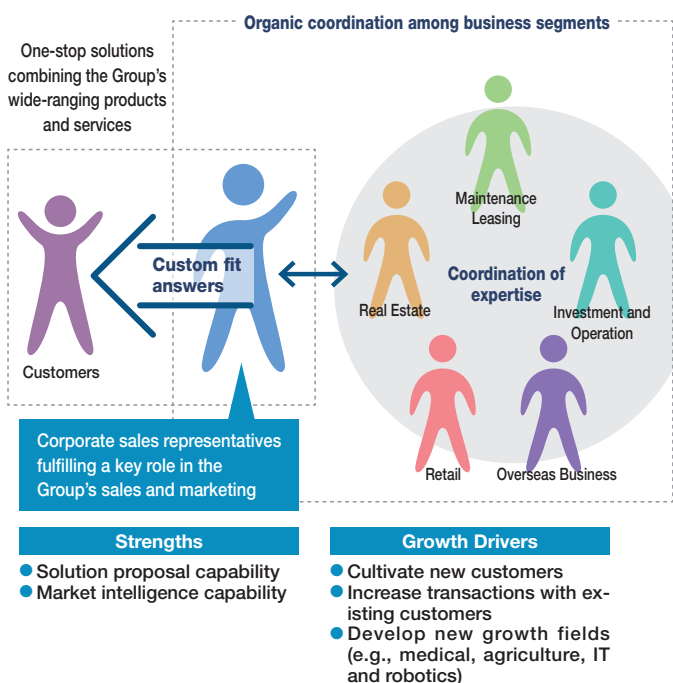 Organic coordination among business segments
One-stop solutions
combining the Group's
wide-ranging products
and services
Maintenance
Leasing
Custom fit
answers
Coordination of
expertise
Real Estate
Investment and
Operation
Customers
Retail
Overseas Business
Corporate sales representatives
fulfilling a key role in the
Group's sales and marketing
Strengths
● Solution proposal capability
● Market intelligence capability
Growth Drivers
● Cultivate new customers
● Increase transactions with ex-
isting customers
● Develop new growth fields
(e.g., medical, agriculture, IT
and robotics)